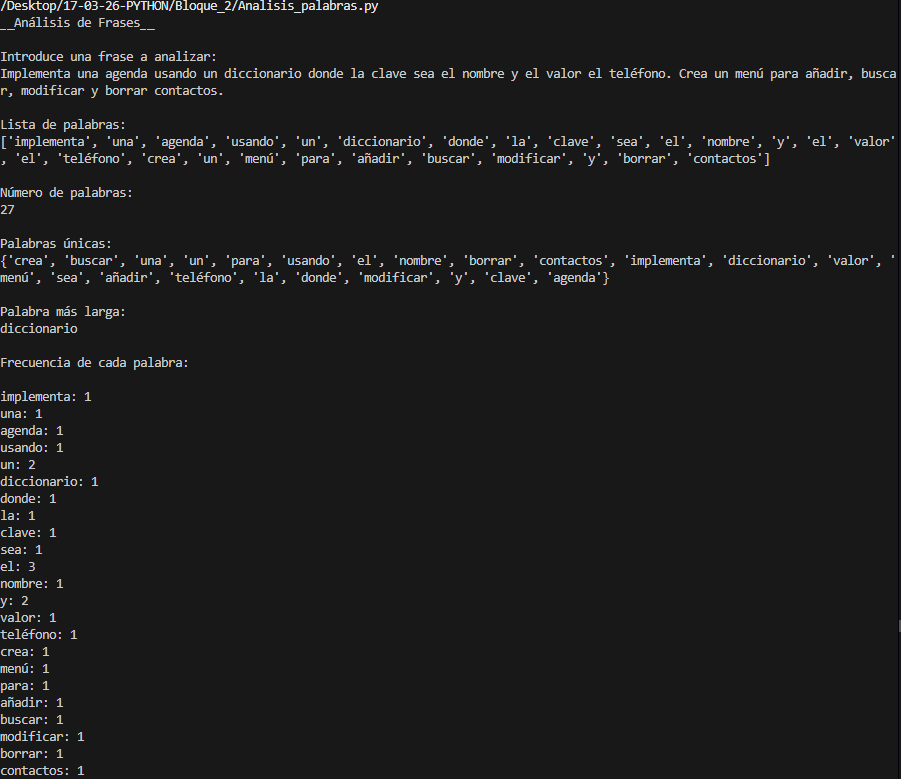 /Desktop/17-03-26-PYTHON/Bloque_2/Analisis_palabras.py
__Análisis de Frases__
Introduce una frase a analizar:
Implementa una agenda usando un diccionario donde la clave sea el nombre y el valor el teléfono. Crea un menú para añadir, busca
r, modificar y borrar contactos.
Lista de palabras:
['implementa', 'una', 'agenda', 'usando', 'un', 'diccionario', 'donde', 'la', 'clave', 'sea', 'el', 'nombre', 'y', 'el', 'valor'
, 'el', 'teléfono', 'crea', 'un', 'menú', 'para', 'añadir', 'buscar', 'modificar', 'y', 'borrar', 'contactos']
Número de palabras:
27
Palabras únicas:
{'crea', 'buscar', 'una', 'un', 'para', 'usando', 'el', 'nombre', 'borrar', 'contactos', 'implementa', 'diccionario', 'valor', '
menú', 'sea', 'añadir', 'teléfono', 'la', 'donde', 'modificar', 'y', 'clave', 'agenda'}
Palabra más larga:
diccionario
Frecuencia de cada palabra:
implementa: 1
una: 1
agenda: 1
usando: 1
un: 2
diccionario: 1
donde: 1
la: 1
clave: 1
sea: 1
el: 3
nombre: 1
y: 2
valor: 1
teléfono: 1
crea: 1
menú: 1
para: 1
añadir: 1
buscar: 1
modificar: 1
borrar: 1
contactos: 1